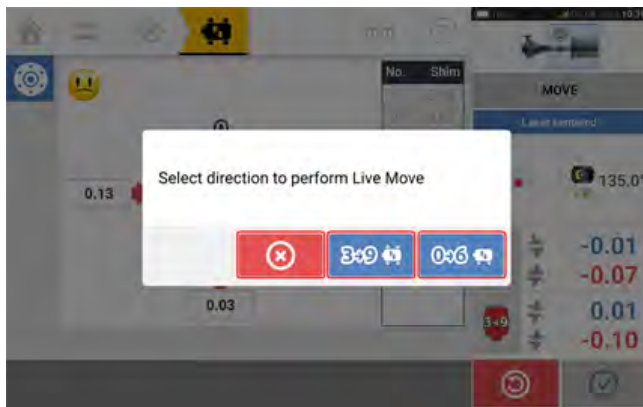 mm
No. Shim
MOVE
Laser centered
135.0°
Select direction to perform Live Move
0.13
3→9
0→6
-0.01
-0.07
0.03
0.01
3→9
-0.10